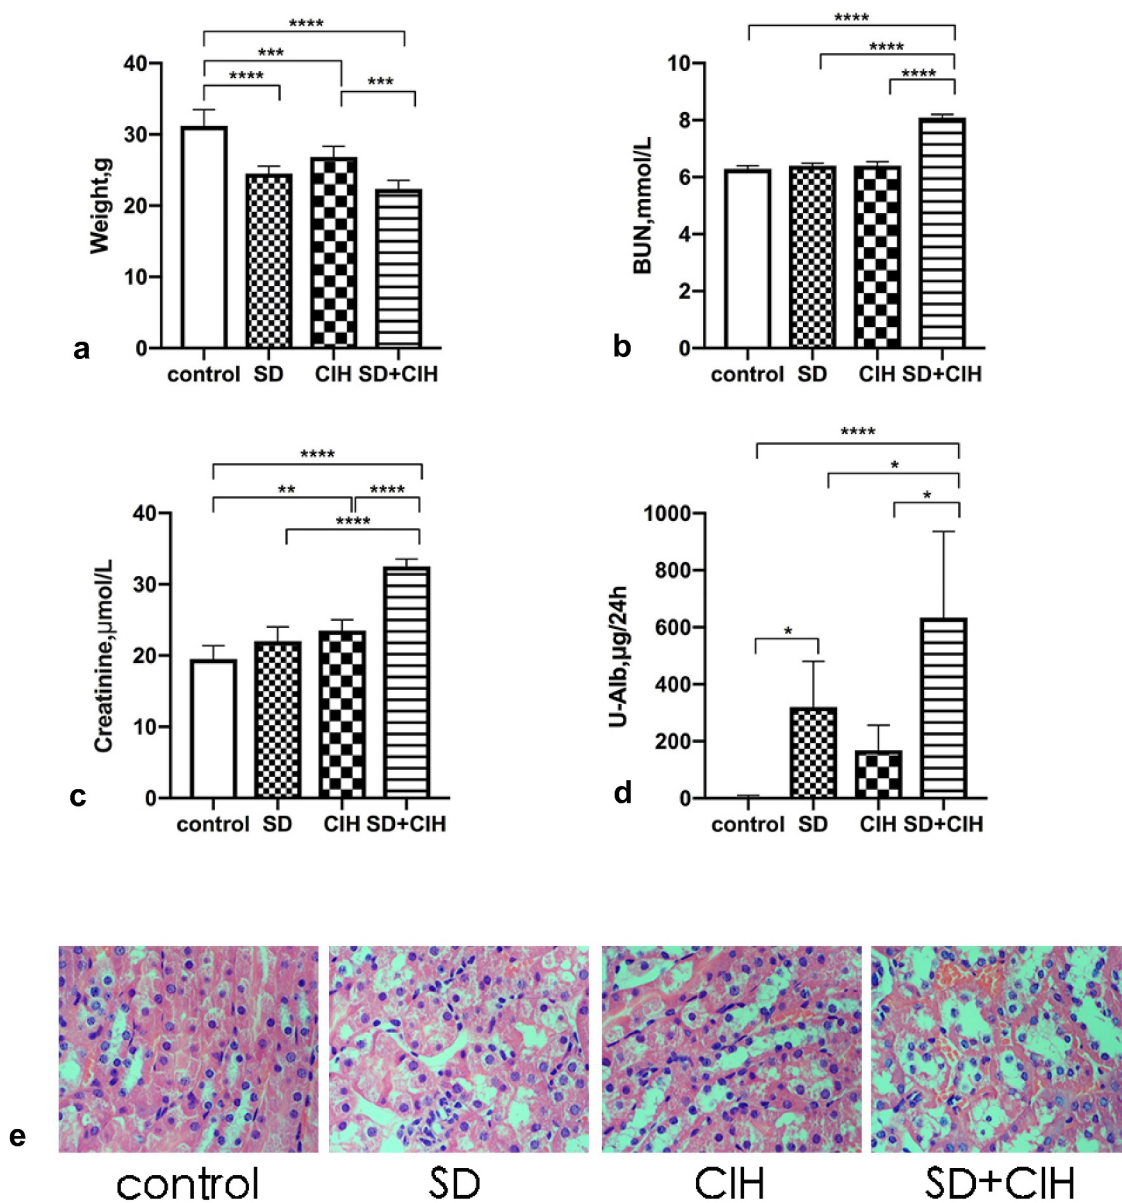 ****
***
****
***
40
30
20
10
0
Weight,g
a
control SD CIH SD+CIH
****
****
****
10
8
6
4
2
0
BUN,mmol/L
b
control SD CIH SD+CIH
****
** ****
****
40
30
20
10
0
Creatinine,µmol/L
c
control SD CIH SD+CIH
****
*
*
*
1000
800
600
400
200
0
U-Alb,µg/24h
d
control SD CIH SD+CIH
e
control SD CIH SD+CIH